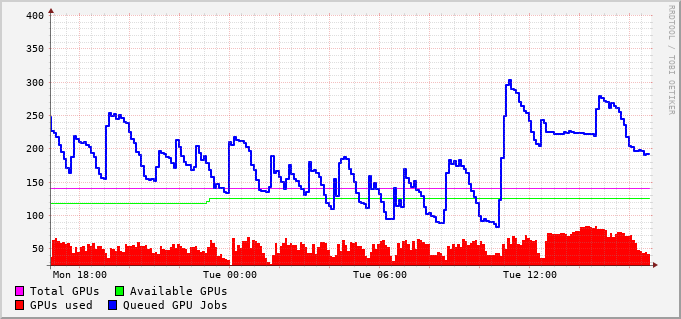 400
350
300
250
200
150
100
50
Mon 18:00 Tue 00:00 Tue 06:00 Tue 12:00
Total GPUs Available GPUs
GPUs used Queued GPU Jobs
RRDTOOL / TOBI OETIKER